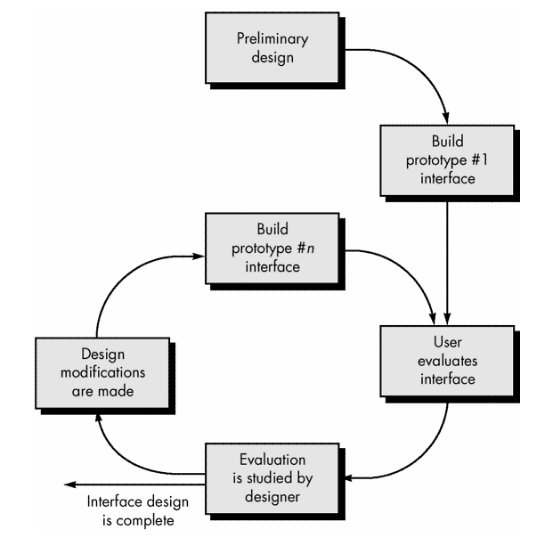 Preliminary
design
Build
prototype #1
interface
Build
prototype #n
interface
User
evaluates
interface
Design
modifications
are made
Evaluation
is studied by
designer
Interface design
is complete